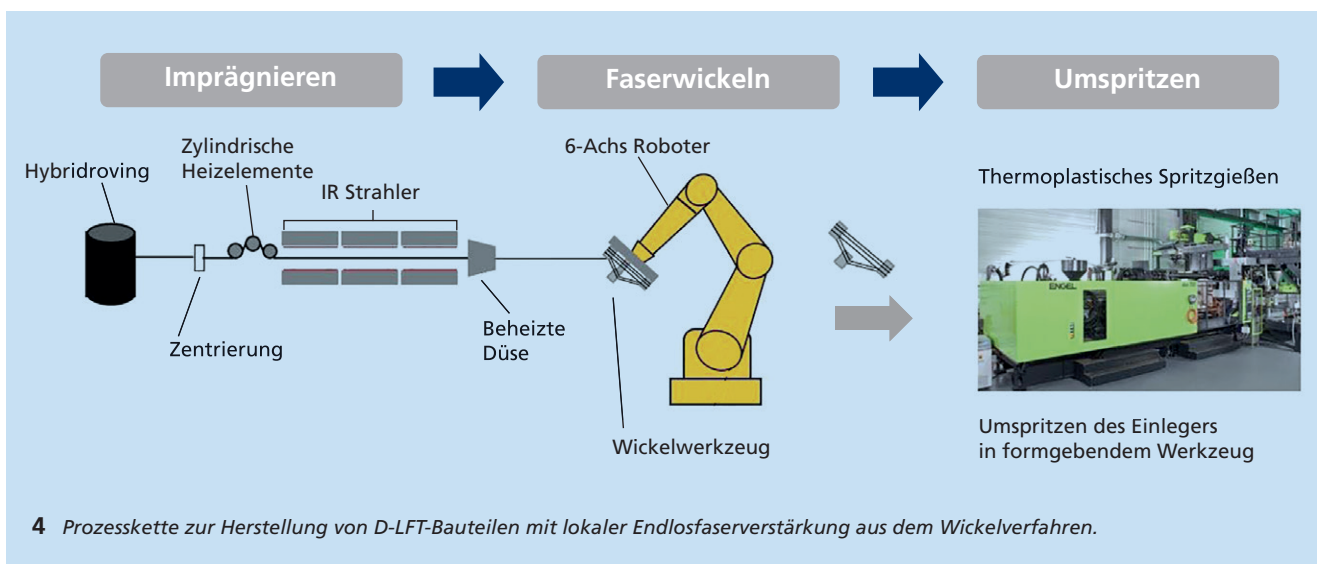 Imprägnieren
Faserwickeln
Umspritzen
Hybridroving
Zylindrische
Heizelemente
IR Strahler
6-Achs Roboter
Thermoplastisches Spritzgießen
ENGEL
Zentrierung
Beheizte
Düse
Wickelwerkzeug
Umspritzen des Einlegers
in formgebendem Werkzeug
4 Prozesskette zur Herstellung von D-LFT-Bauteilen mit lokaler Endlosfaserverstärkung aus dem Wickelverfahren.